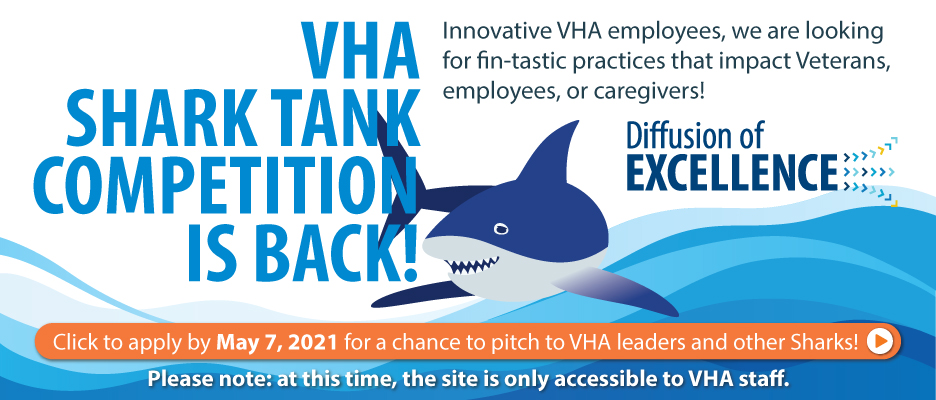 VHA
SHARK TANK
COMPETITION
IS BACK!
Innovative VHA employees, we are looking
for fin-tastic practices that impact Veterans,
employees, or caregivers!
Diffusion of
EXCELLENCE
Click to apply by May 7, 2021 for a chance to pitch to VHA leaders and other Sharks!
Please note: at this time, the site is only accessible to VHA staff.